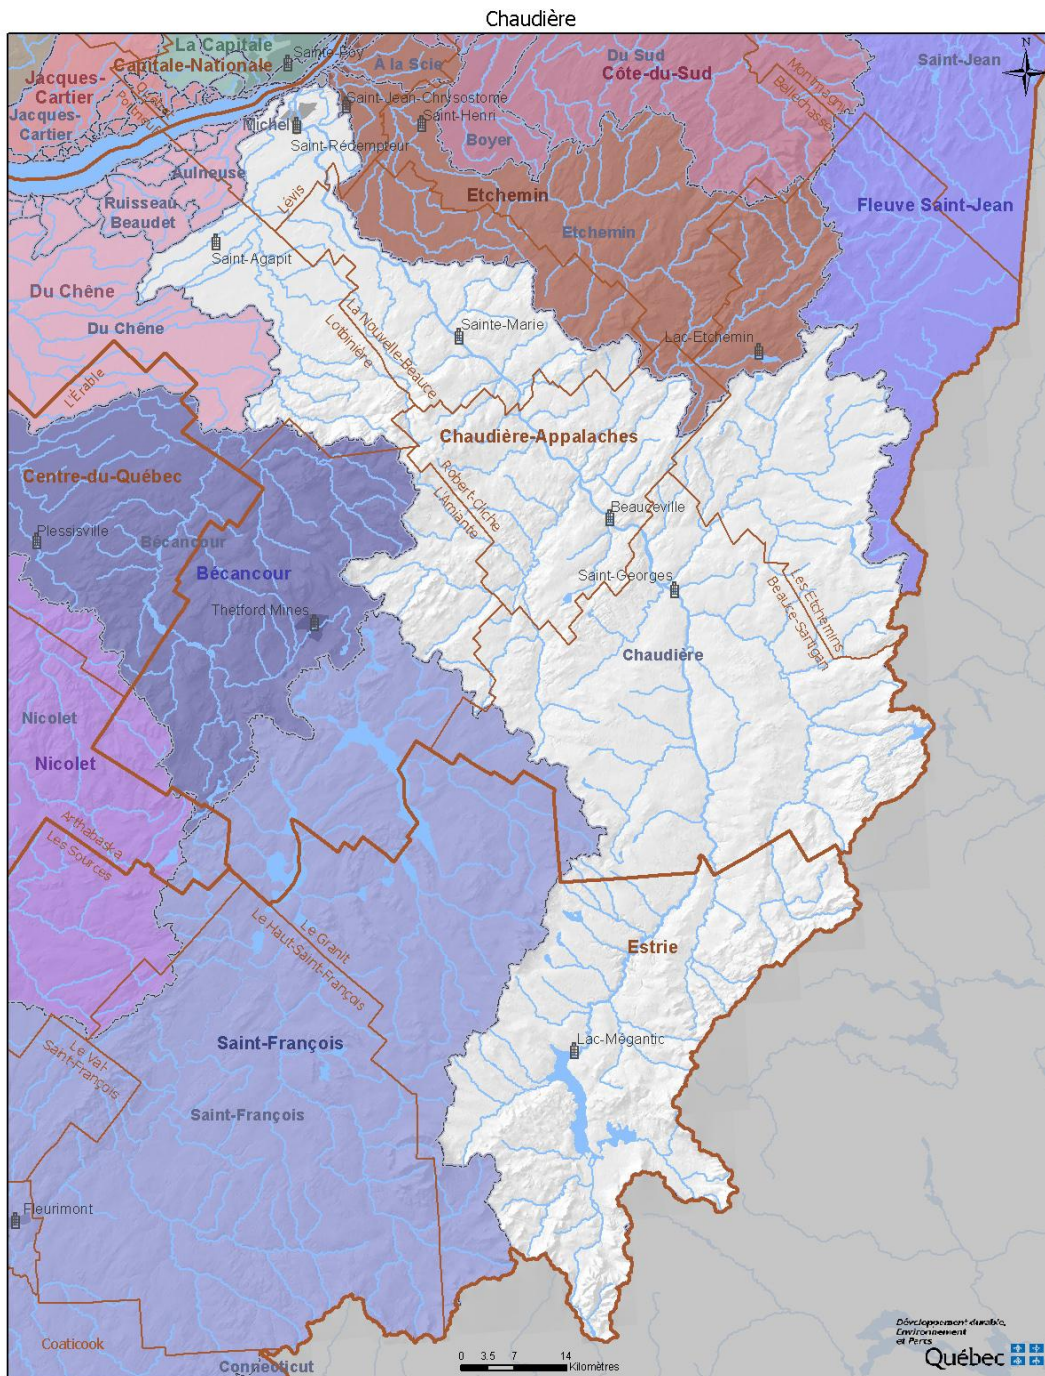 Chaudière
La Capitale
Capitale-Nationale
Sainte-Foy
À la Scie
Du Sud
Côte-du-Sud
Saint-Jean
N
Jacques-
Cartier
Jacques-
Cartier
Portneuf
Montmagny
Bellechasse
Saint-Jean-Chrysostome
Saint-Henri
Michel
Saint-Rédempteur
Boyer
Aulneuse
Ruisseau
Beaudet
Lévis
Etchemin
Etchemin
Fleuve Saint-Jean
Saint-Agapit
Du Chêne
Du Chêne
La Nouvelle-Beauce
Lotbinière
Sainte-Marie
Lac-Etchemin
L'Érable
Chaudière-Appalaches
Centre-du-Québec
Robert-Cliche
L'Amiante
Beauceville
Plessisville
Bécancour
Bécancour
Saint-Georges
Les Etchemins
Beauce-Sartigan
Thetford Mines
Chaudière
Nicolet
Nicolet
Arthabaska
Les Sources
Le Granit
Le Haut-Saint-François
Estrie
Saint-François
Lac-Mégantic
Le Val-
Saint-François
Saint-François
Fleurimont
Coaticook
Connecticut
0 3.5 7 14
Kilomètres
Développement durable,
Environnement
et Parcs
Québec